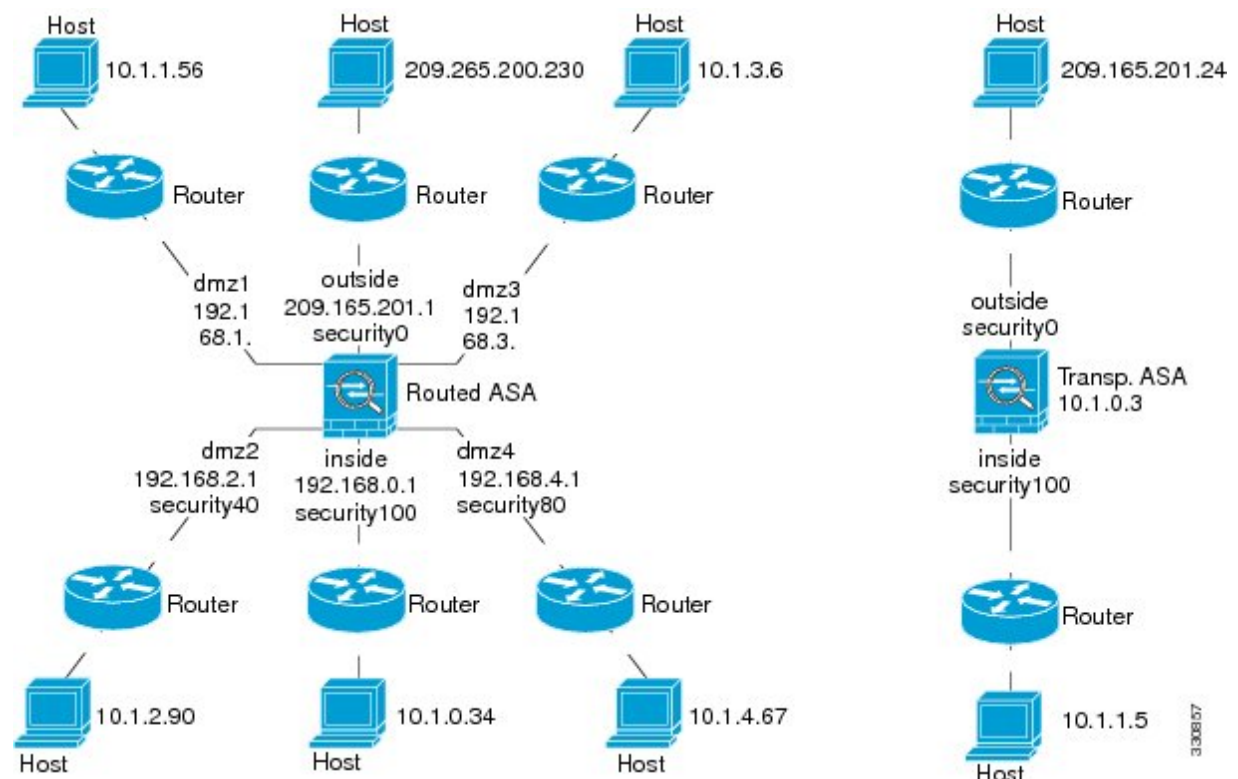 Host
10.1.1.56
Host
209.265.200.230
Host
10.1.3.6
Host
209.165.201.24
Router
Router
Router
Router
dmz1
192.1
68.1.
outside
209.165.201.1
security0
dmz3
192.1
68.3.
outside
security0
Routed ASA
Transp. ASA
10.1.0.3
dmz2
192.168.2.1
security40
inside
192.168.0.1
security100
dmz4
192.168.4.1
security80
inside
security100
Router
Router
Router
Router
10.1.2.90
Host
10.1.0.34
Host
10.1.4.67
Host
10.1.1.5
Host
330857